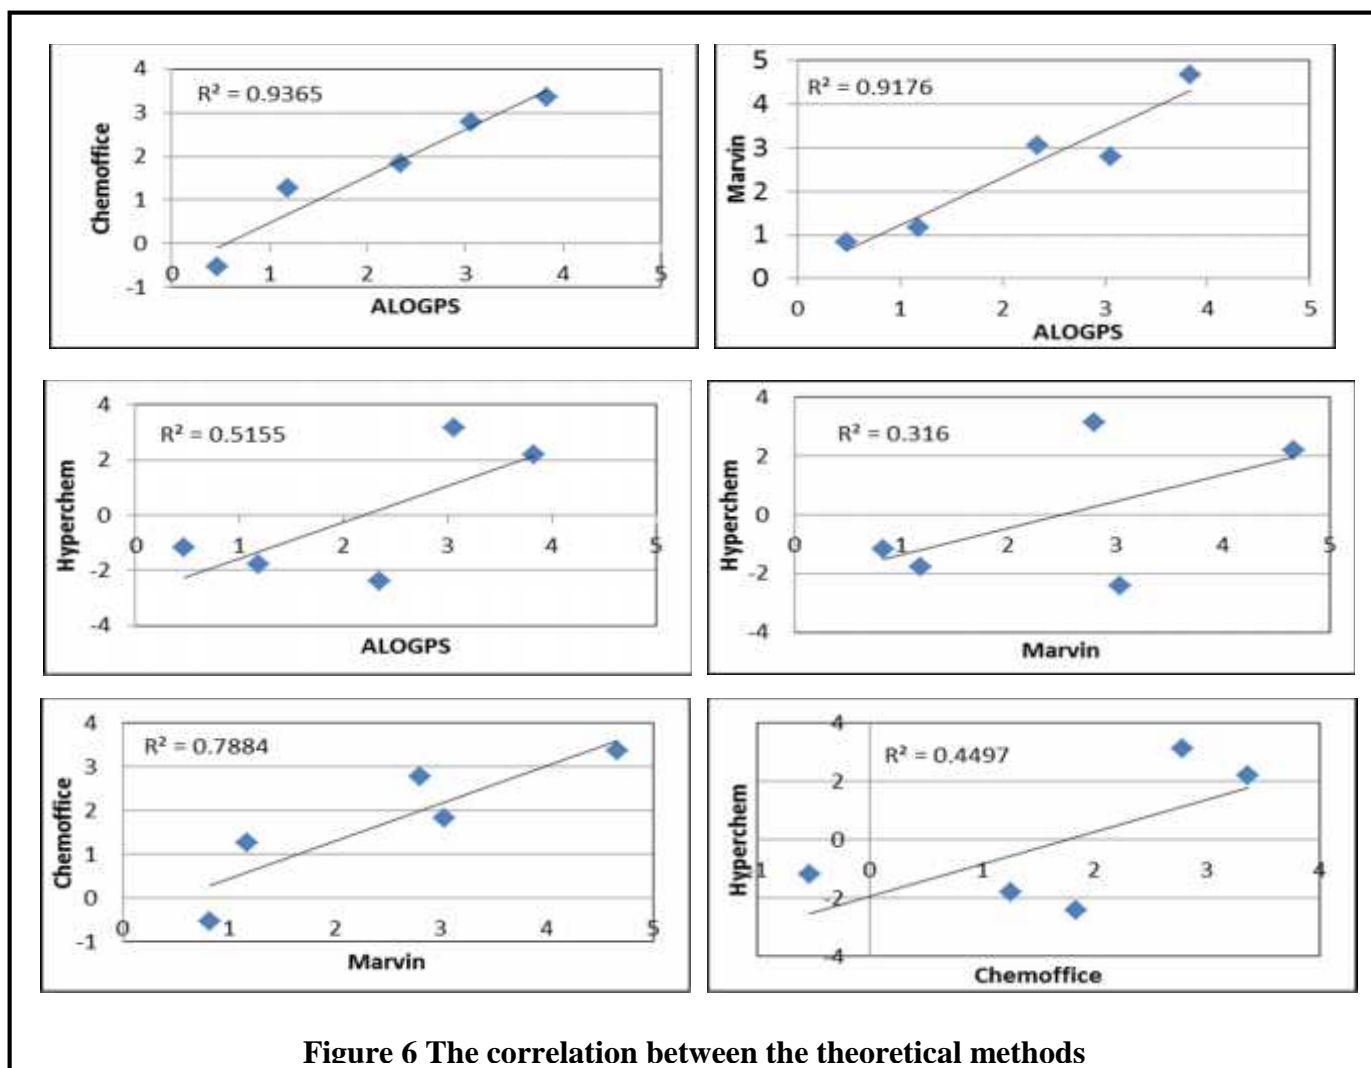 R² = 0.9365
Chemoffice
4
3
2
1
0
-1
0 1 2 3 4 5
ALOGPS
R² = 0.9176
Marvin
5
4
3
2
1
0
0 1 2 3 4 5
ALOGPS
R² = 0.5155
Hyperchem
4
2
0
-2
-4
0 1 2 3 4 5
ALOGPS
R² = 0.316
Hyperchem
4
2
0
-2
-4
0 1 2 3 4 5
Marvin
R² = 0.7884
Chemoffice
4
3
2
1
0
-1
0 1 2 3 4 5
Marvin
R² = 0.4497
Hyperchem
4
2
0
-2
-4
-1 0 1 2 3 4
Chemoffice
Figure 6 The correlation between the theoretical methods